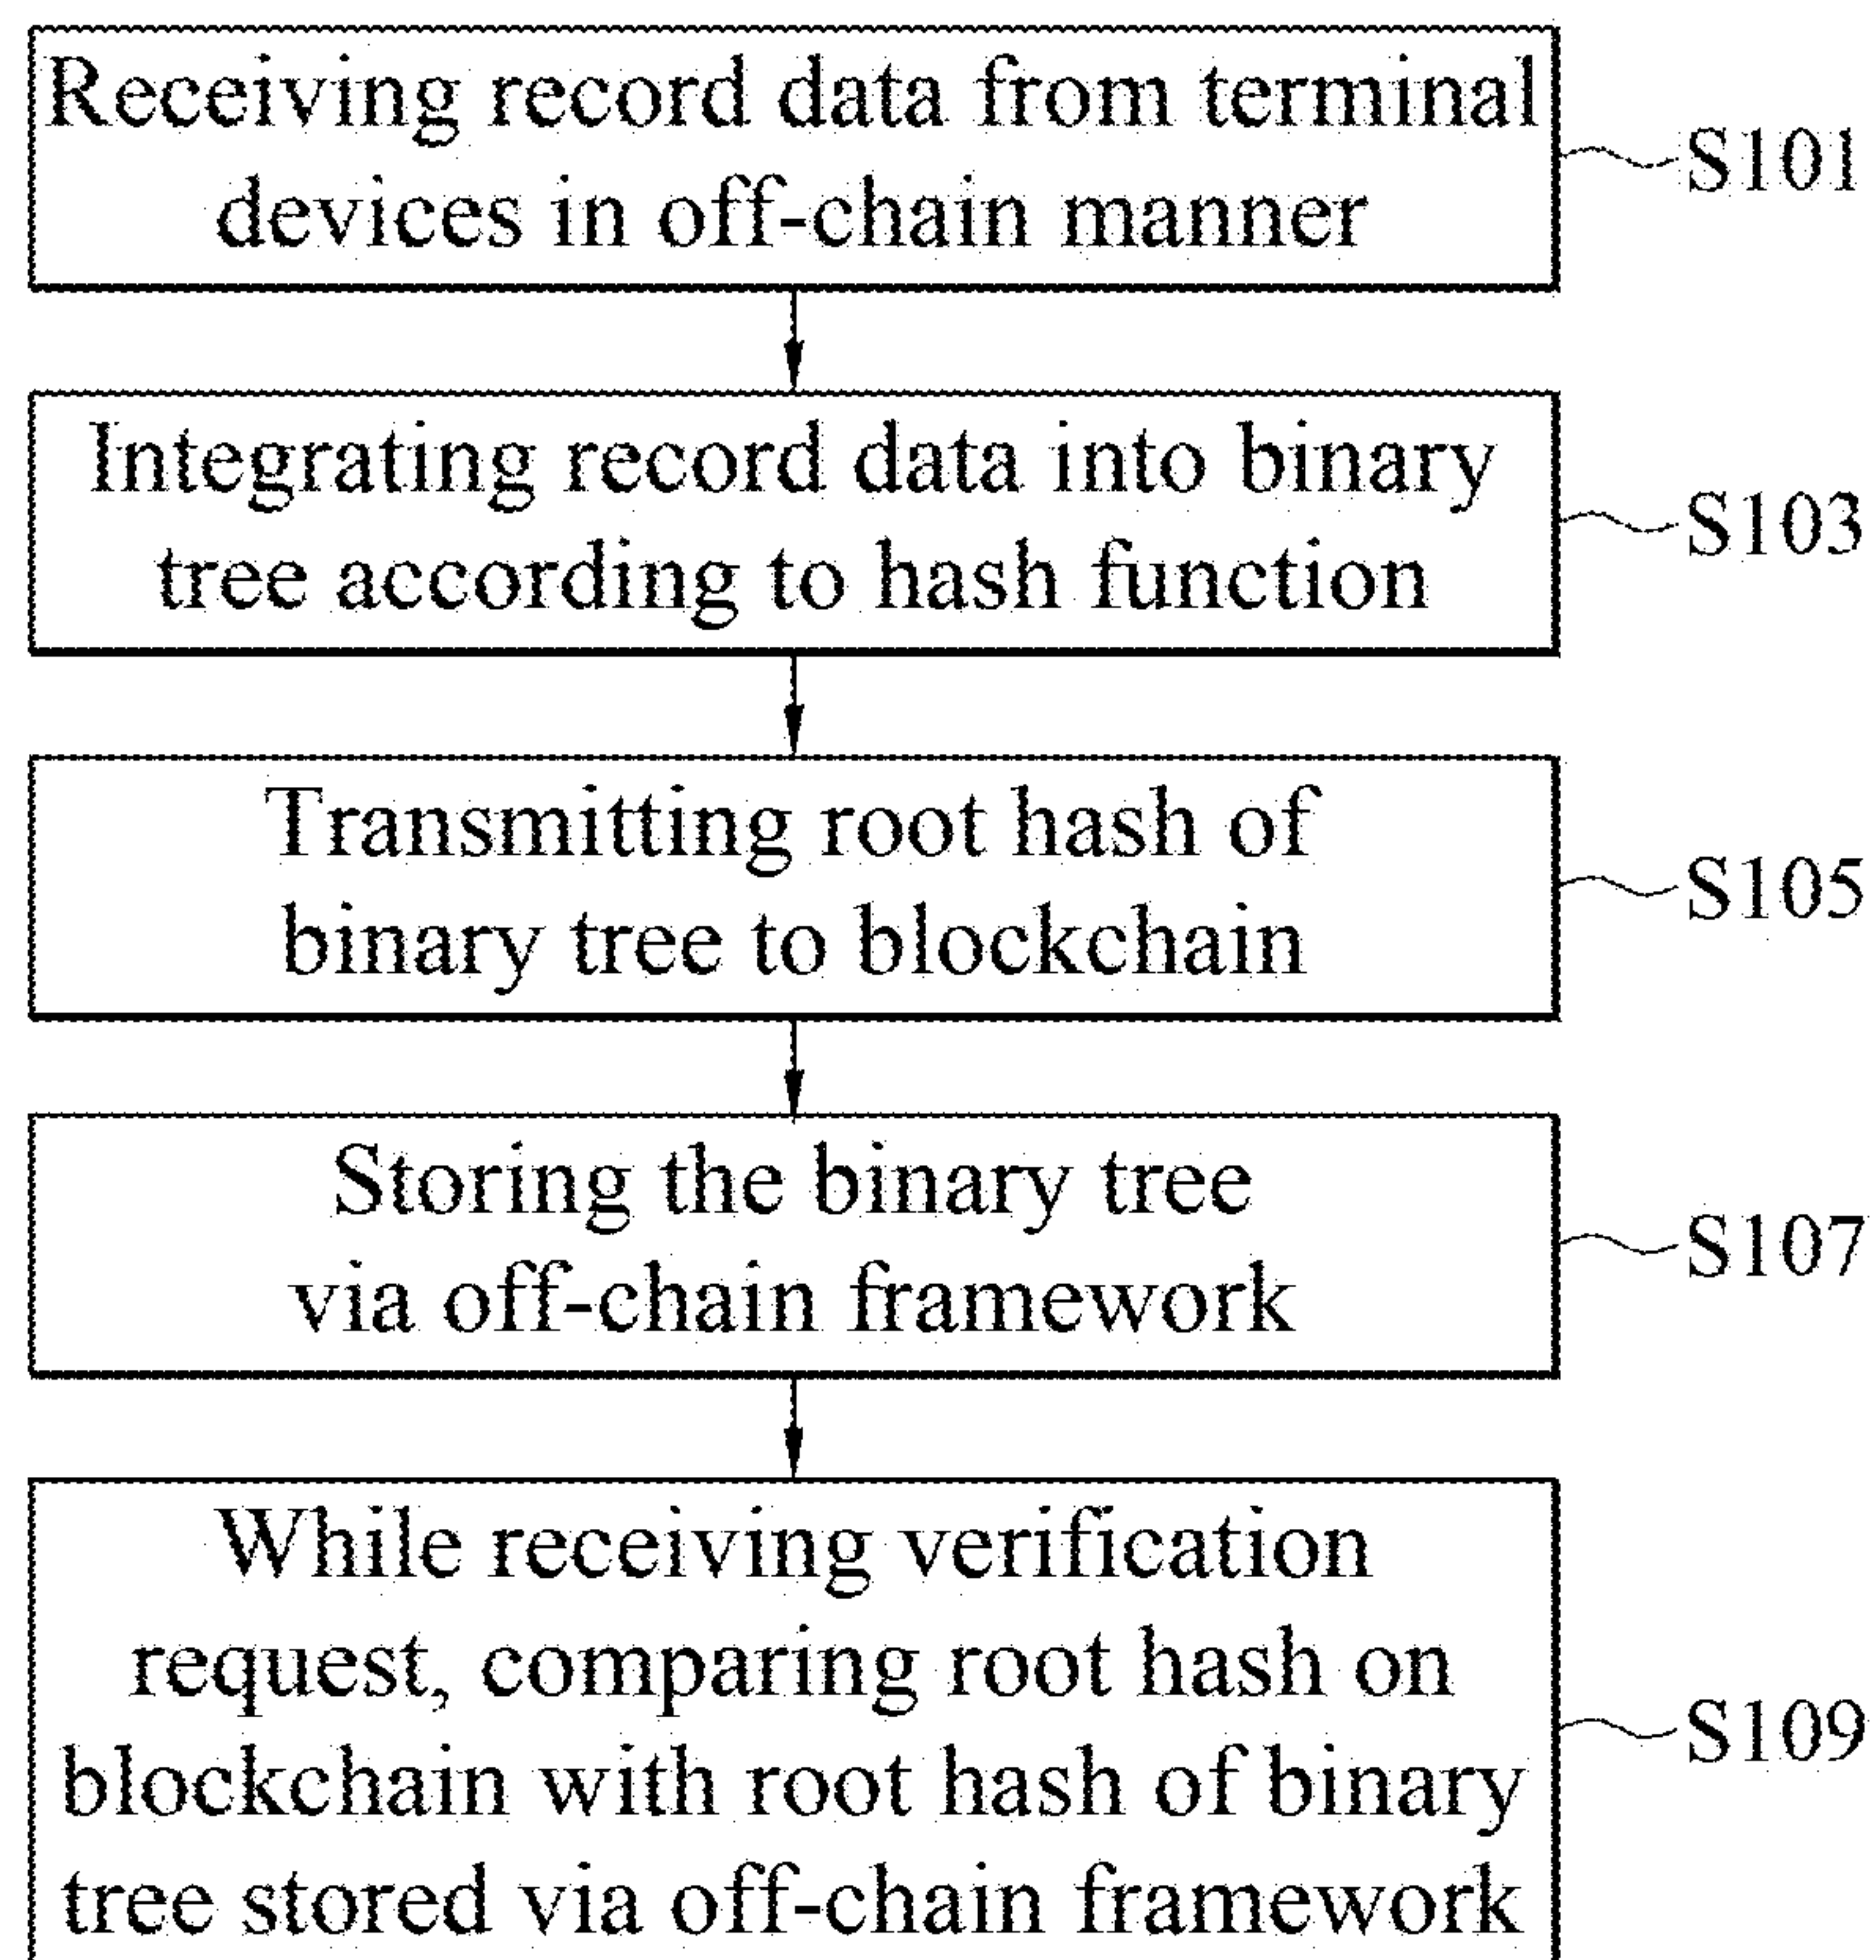 Receiving record data from terminal
devices in off-chain manner
S101
Integrating record data into binary
tree according to hash function
S103
Transmitting root hash of
binary tree to blockchain
S105
Storing the binary tree
via off-chain framework
S107
While receiving verification
request, comparing root hash on
blockchain with root hash of binary
tree stored via off-chain framework
S109